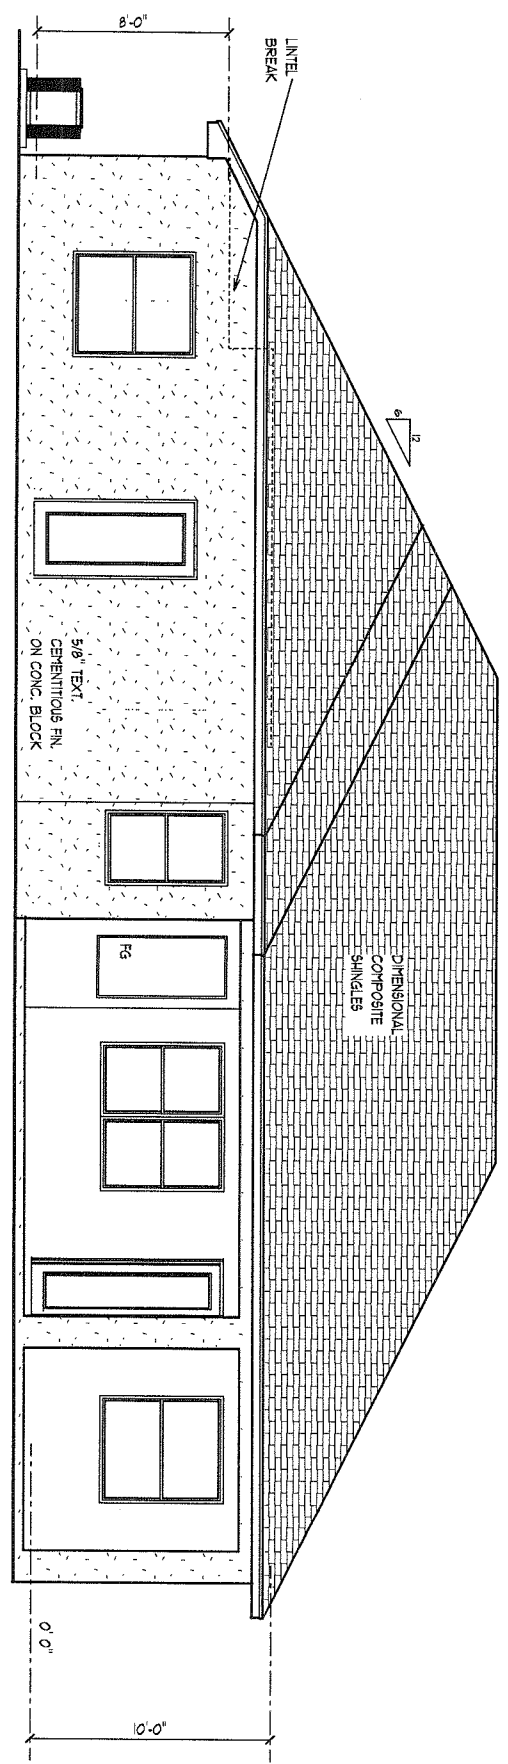 8'-0"
LINTEL
BREAK
6
12
5/8" TEXT.
CEMENTITIOUS FIN.
ON CONC. BLOCK
FG
DIMENSIONAL
COMPOSITE
SHINGLES
0' 0"
10'-0"